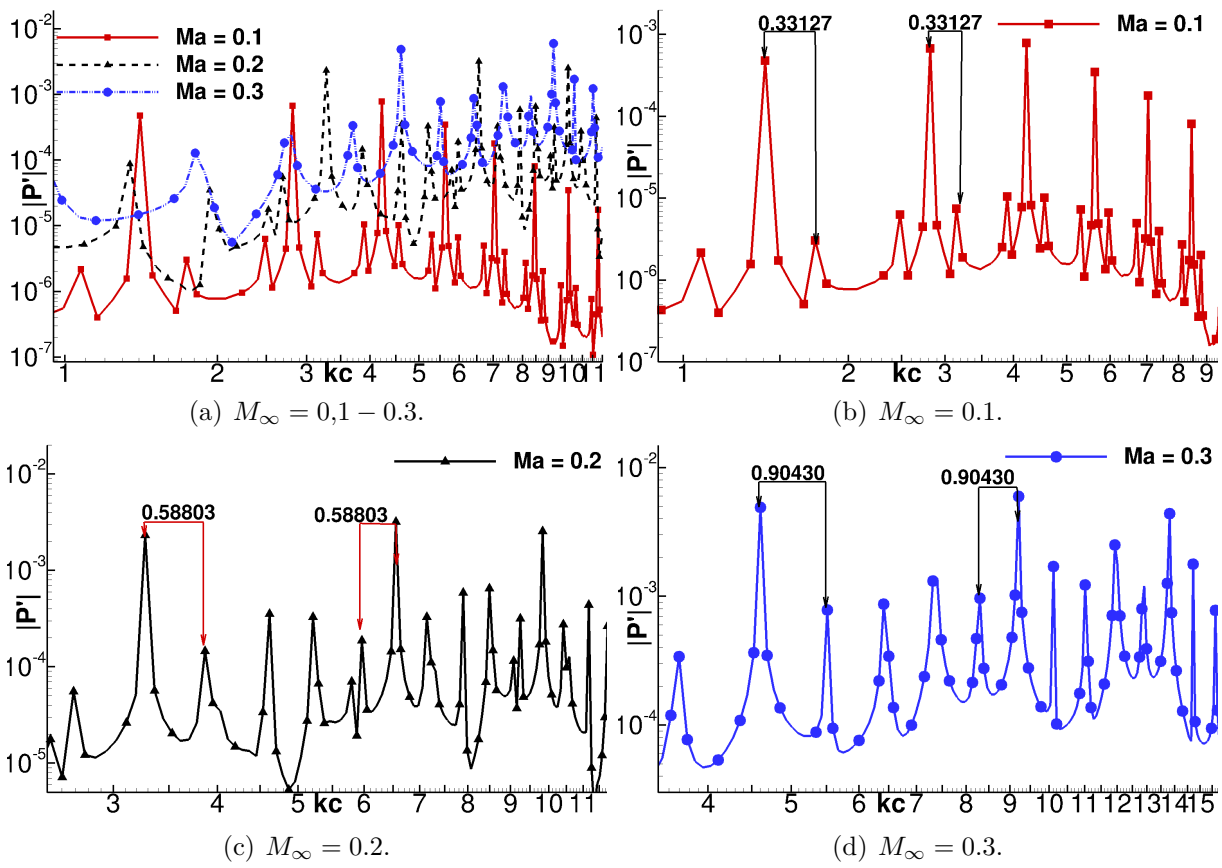 10^-2
10^-3
10^-4
10^-5
10^-6
10^-7
|P'|
Ma = 0.1
Ma = 0.2
Ma = 0.3
1 2 3 kc 4 5 6 7 8 9 10 11
(a) M∞ = 0,1 − 0.3.
10^-3
10^-4
10^-5
10^-6
10^-7
|P'|
0.33127
0.33127
Ma = 0.1
1 2 kc 3 4 5 6 7 8 9
(b) M∞ = 0.1.
10^-2
10^-3
10^-4
10^-5
|P'|
0.58803
0.58803
Ma = 0.2
3 4 5 kc 6 7 8 9 10 11
(c) M∞ = 0.2.
10^-2
10^-3
10^-4
|P'|
0.90430
0.90430
Ma = 0.3
4 5 6 kc 7 8 9 10 11 12 13 14 15
(d) M∞ = 0.3.